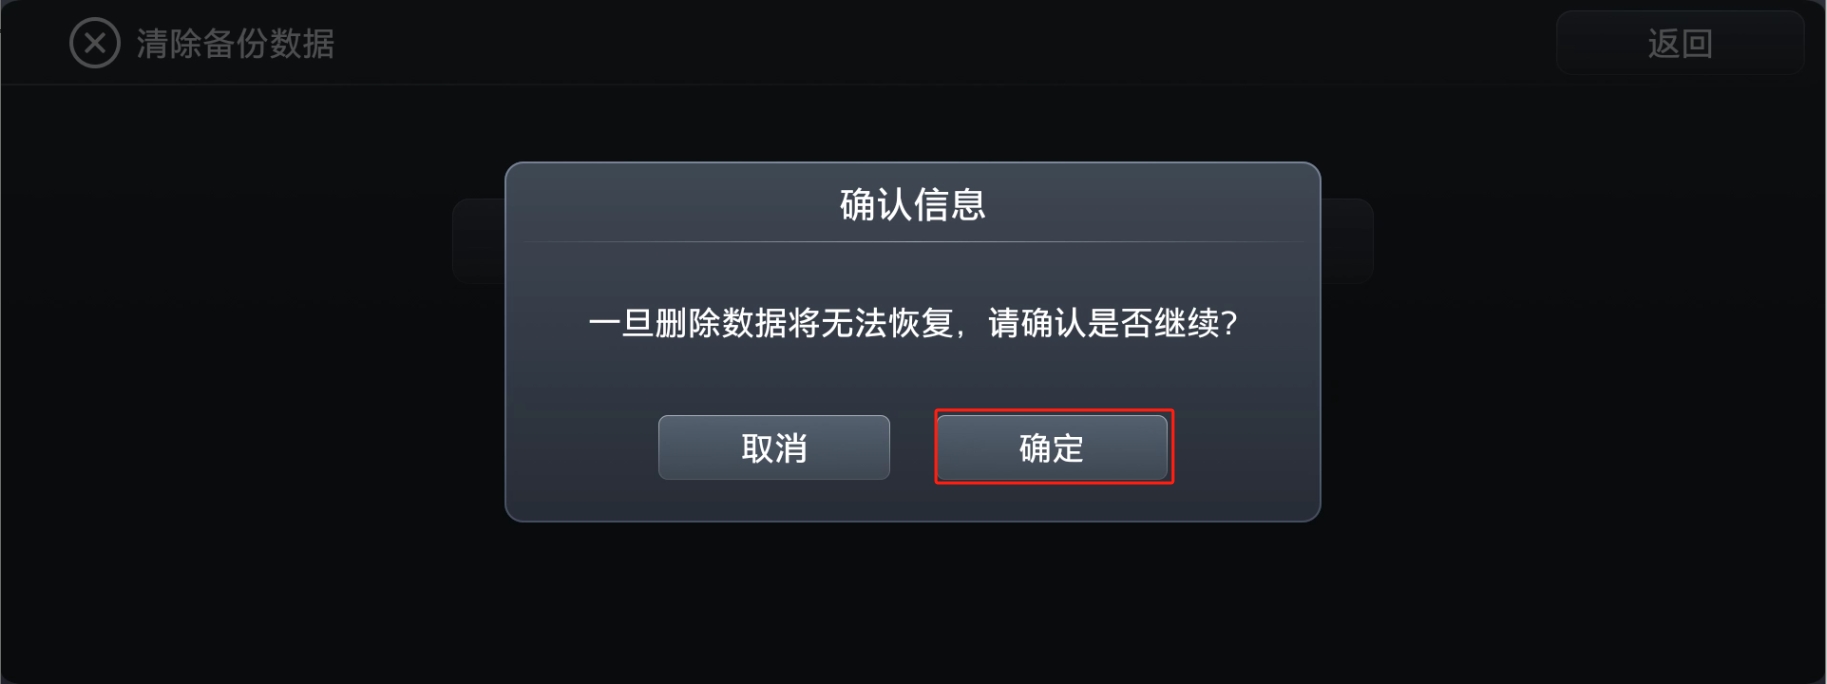 清除备份数据
返回
确认信息
一旦删除数据将无法恢复，请确认是否继续？
取消
确定